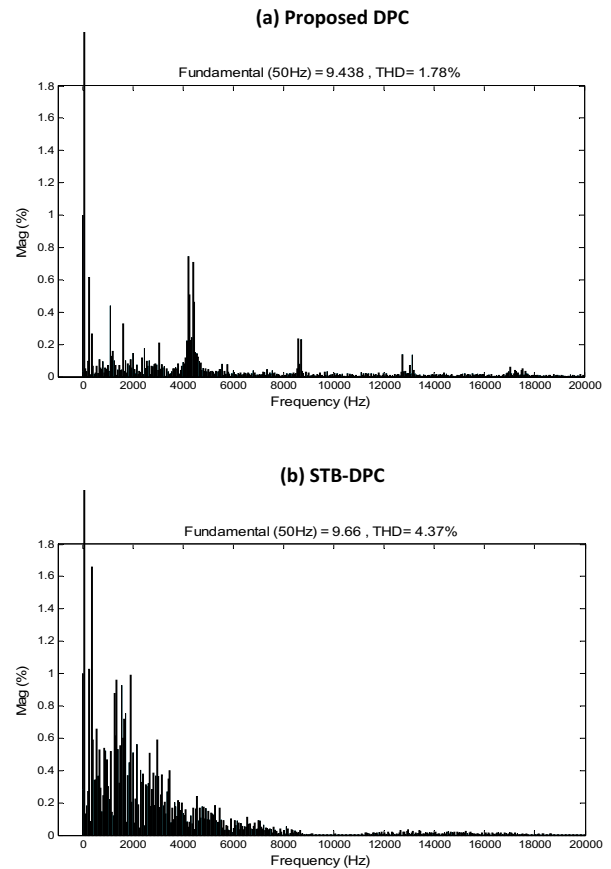 (a) Proposed DPC
Fundamental (50Hz) = 9.438 , THD= 1.78%
1.8
1.6
1.4
1.2
1
0.8
0.6
0.4
0.2
0
Mag (%)
0 2000 4000 6000 8000 10000 12000 14000 16000 18000 20000
Frequency (Hz)
(b) STB-DPC
Fundamental (50Hz) = 9.66 , THD= 4.37%
1.8
1.6
1.4
1.2
1
0.8
0.6
0.4
0.2
0
Mag (%)
0 2000 4000 6000 8000 10000 12000 14000 16000 18000 20000
Frequency (Hz)